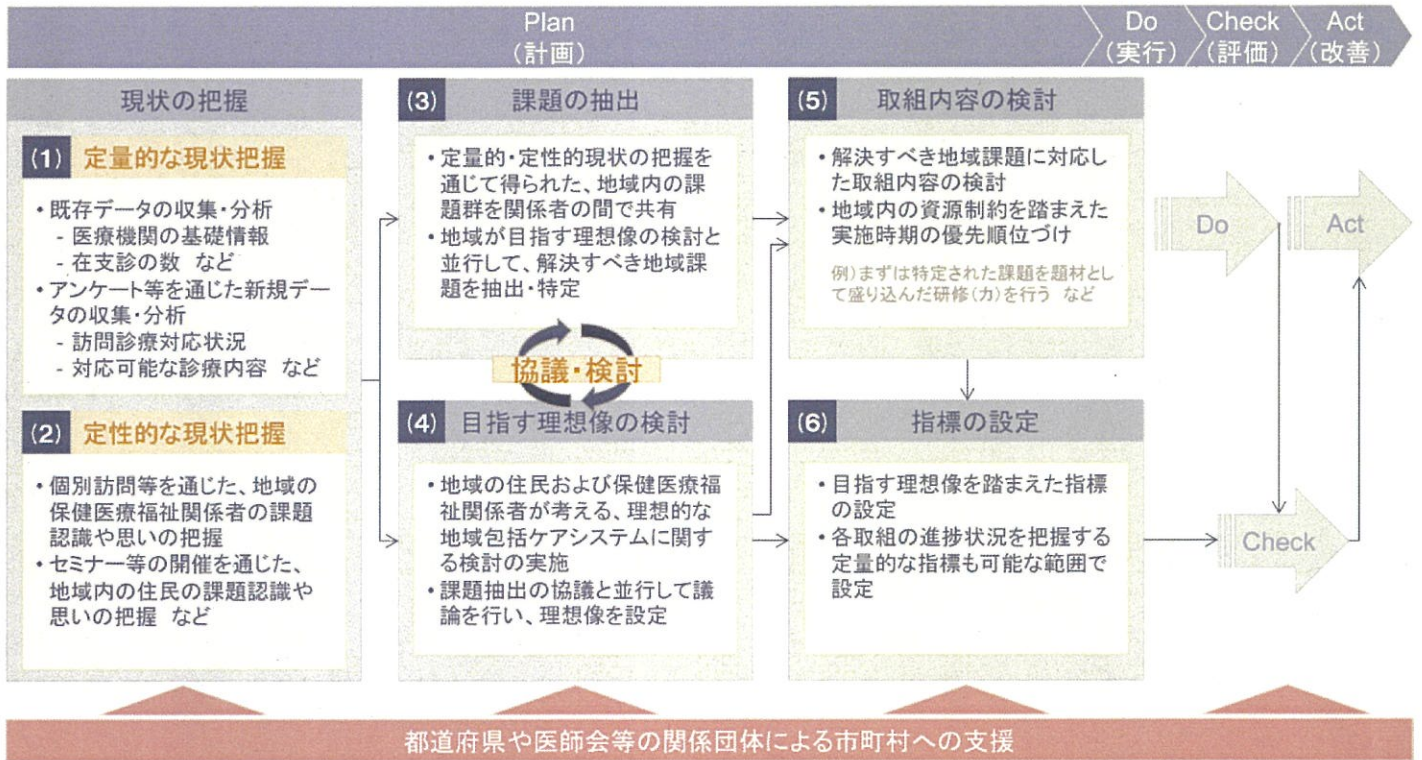 Plan
(計画)
Do
(実行)
Check
(評価)
Act
(改善)
現状の把握
(1) 定量的な現状把握
・既存データの収集・分析
- 医療機関の基礎情報
- 在支診の数 など
・アンケート等を通じた新規デー
タの収集・分析
- 訪問診療対応状況
- 対応可能な診療内容 など
(2) 定性的な現状把握
・個別訪問等を通じた、地域の
保健医療福祉関係者の課題
認識や思いの把握
・セミナー等の開催を通じた、
地域内の住民の課題認識や
思いの把握 など
(3) 課題の抽出
・定量的・定性的現状の把握を
通じて得られた、地域内の課
題群を関係者の間で共有
・地域が目指す理想像の検討と
並行して、解決すべき地域課
題を抽出・特定
協議・検討
(4) 目指す理想像の検討
・地域の住民および保健医療福
祉関係者が考える、理想的な
地域包括ケアシステムに関す
る検討の実施
・課題抽出の協議と並行して議
論を行い、理想像を設定
(5) 取組内容の検討
・解決すべき地域課題に対応し
た取組内容の検討
・地域内の資源制約を踏まえた
実施時期の優先順位づけ
例)まずは特定された課題を題材とし
て盛り込んだ研修(カ)を行う など
(6) 指標の設定
・目指す理想像を踏まえた指標
の設定
・各取組の進捗状況を把握する
定量的な指標も可能な範囲で
設定
Do
Act
Check
都道府県や医師会等の関係団体による市町村への支援